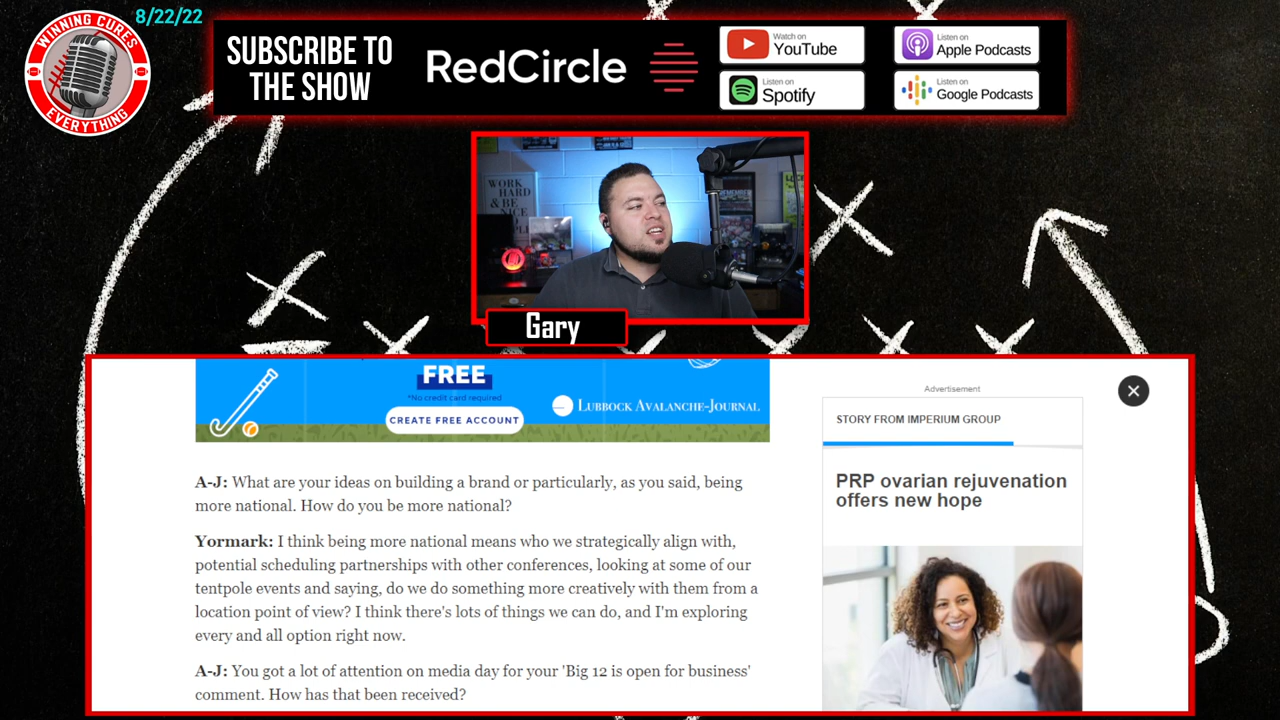 8/22/22
WINNING CURES
EVERYTHING
SUBSCRIBE TO
THE SHOW
RedCircle
Watch on
YouTube
Listen on
Apple Podcasts
Listen on
Spotify
Listen on
Google Podcasts
WORK
HARD
& BE
NICE
Gary
FREE
*No credit card required
CREATE FREE ACCOUNT
LUBBOCK AVALANCHE-JOURNAL
A-J: What are your ideas on building a brand or particularly, as you said, being
more national. How do you be more national?
Yormark: I think being more national means who we strategically align with,
potential scheduling partnerships with other conferences, looking at some of our
tentpole events and saying, do we do something more creatively with them from a
location point of view? I think there's lots of things we can do, and I'm exploring
every and all option right now.
A-J: You got a lot of attention on media day for your 'Big 12 is open for business'
comment. How has that been received?
Advertisement
STORY FROM IMPERIUM GROUP
PRP ovarian rejuvenation
offers new hope